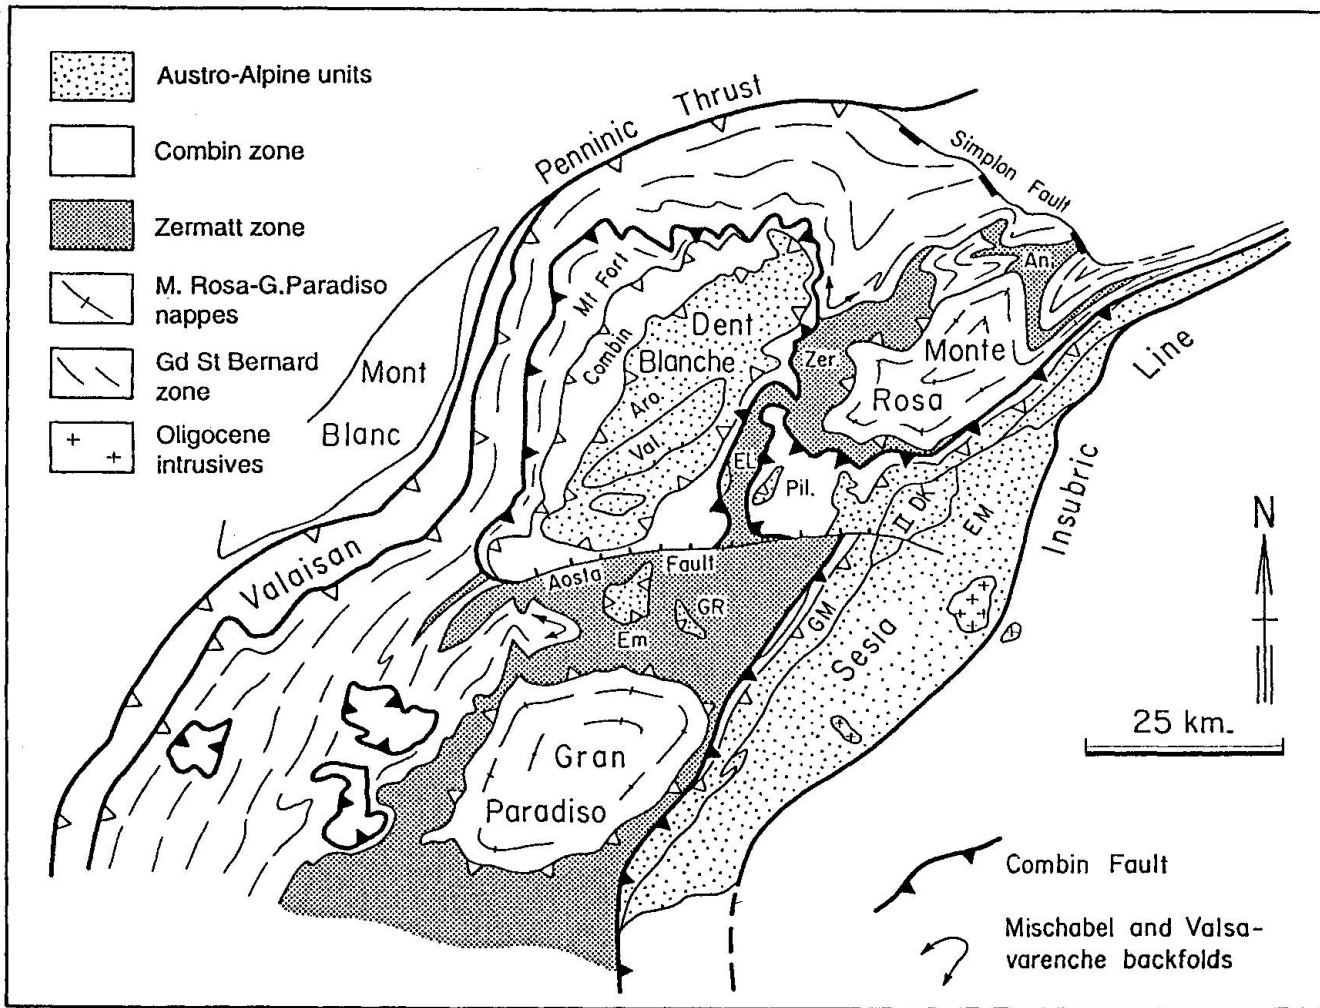 Austro-Alpine units
Combin zone
Zermatt zone
M. Rosa-G.Paradiso
nappes
Gd St Bernard
zone
Oligocene
intrusives
Penninic Thrust
Simplon Fault
Mont
Blanc
Valaisan
Mt Fort
Combin
Dent
Blanche
Aro.
Val.
Zer.
An.
Monte
Rosa
EL
Pil.
II DK
EM
Insubric
Line
Aosta Fault
Em
GR
GM
Sesia
Gran
Paradiso
N
25 km.
Combin Fault
Mischabel and Valsa-
varenche backfolds